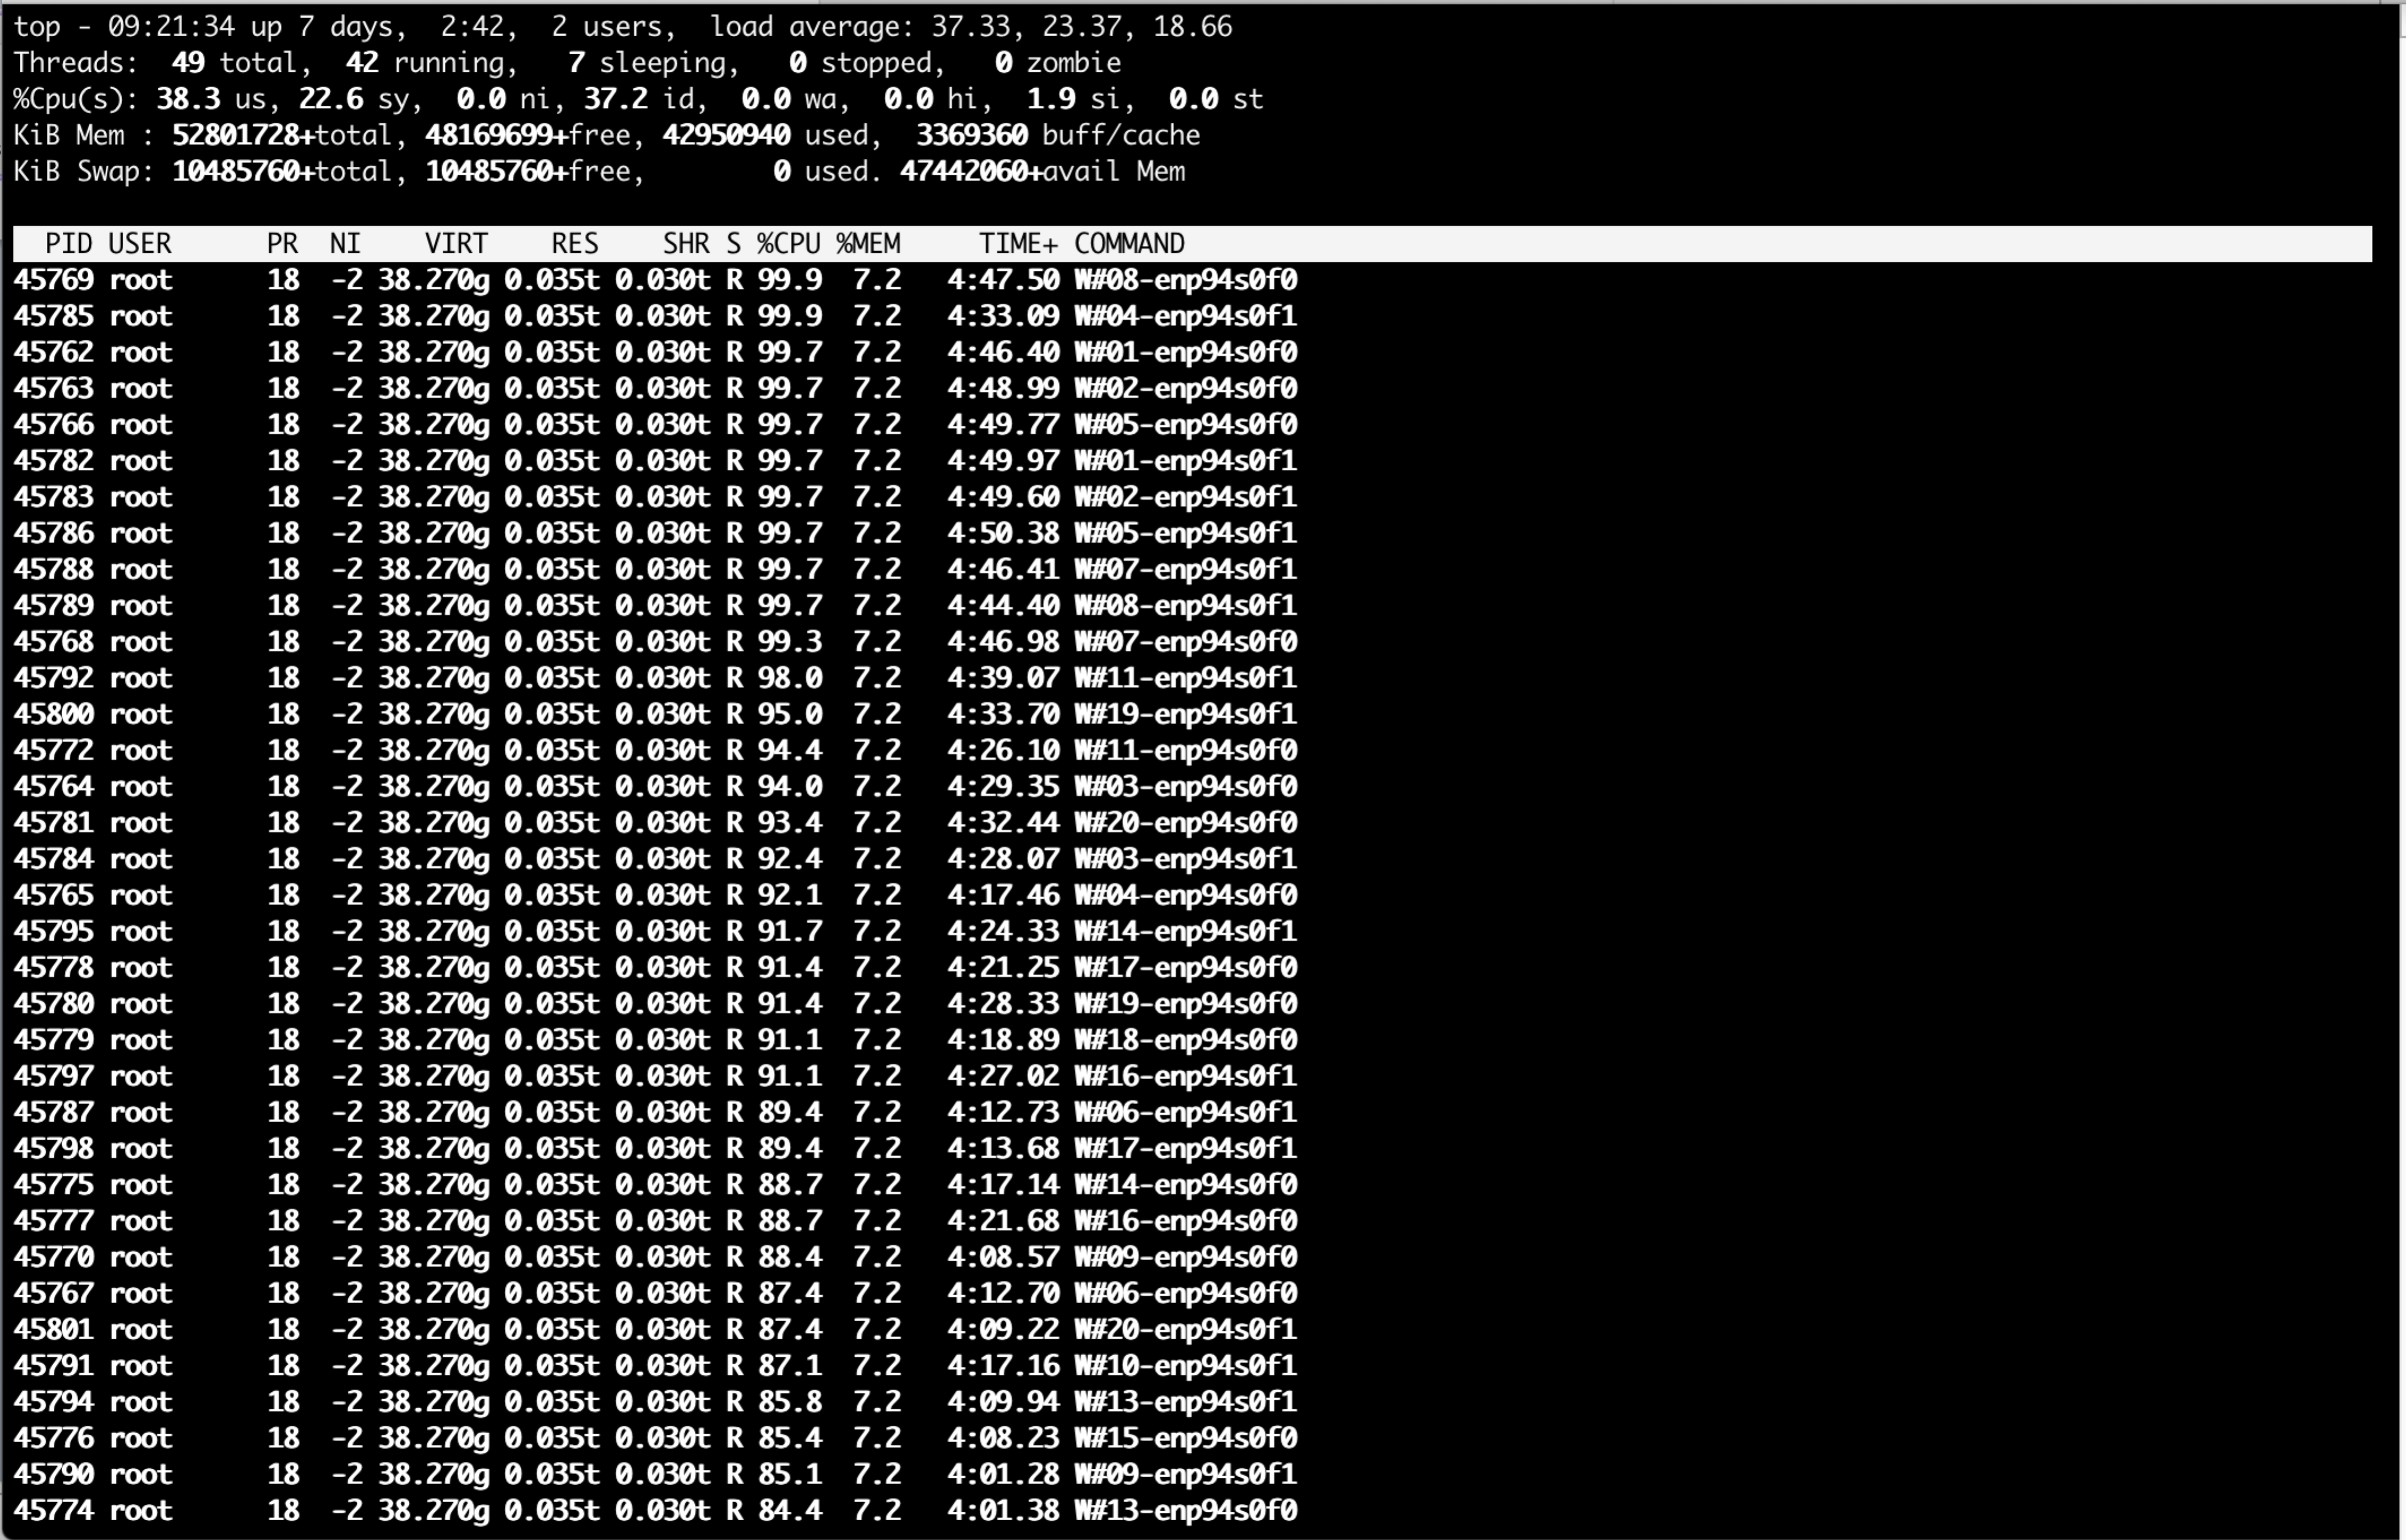 top - 09:21:34 up 7 days,  2:42,  2 users,  load average: 37.33, 23.37, 18.66
Threads:  49 total,  42 running,   7 sleeping,   0 stopped,   0 zombie
%Cpu(s): 38.3 us, 22.6 sy,  0.0 ni, 37.2 id,  0.0 wa,  0.0 hi,  1.9 si,  0.0 st
KiB Mem : 52801728+total, 48169699+free, 42950940 used,  3369360 buff/cache
KiB Swap: 10485760+total, 10485760+free,        0 used. 47442060+avail Mem
PID USER      PR  NI    VIRT    RES    SHR S %CPU %MEM     TIME+ COMMAND
45769 root      18  -2 38.270g 0.035t 0.030t R 99.9  7.2   4:47.50 W#08-enp94s0f0
45785 root      18  -2 38.270g 0.035t 0.030t R 99.9  7.2   4:33.09 W#04-enp94s0f1
45762 root      18  -2 38.270g 0.035t 0.030t R 99.7  7.2   4:46.40 W#01-enp94s0f0
45763 root      18  -2 38.270g 0.035t 0.030t R 99.7  7.2   4:48.99 W#02-enp94s0f0
45766 root      18  -2 38.270g 0.035t 0.030t R 99.7  7.2   4:49.77 W#05-enp94s0f0
45782 root      18  -2 38.270g 0.035t 0.030t R 99.7  7.2   4:49.97 W#01-enp94s0f1
45783 root      18  -2 38.270g 0.035t 0.030t R 99.7  7.2   4:49.60 W#02-enp94s0f1
45786 root      18  -2 38.270g 0.035t 0.030t R 99.7  7.2   4:50.38 W#05-enp94s0f1
45788 root      18  -2 38.270g 0.035t 0.030t R 99.7  7.2   4:46.41 W#07-enp94s0f1
45789 root      18  -2 38.270g 0.035t 0.030t R 99.7  7.2   4:44.40 W#08-enp94s0f1
45768 root      18  -2 38.270g 0.035t 0.030t R 99.3  7.2   4:46.98 W#07-enp94s0f0
45792 root      18  -2 38.270g 0.035t 0.030t R 98.0  7.2   4:39.07 W#11-enp94s0f1
45800 root      18  -2 38.270g 0.035t 0.030t R 95.0  7.2   4:33.70 W#19-enp94s0f1
45772 root      18  -2 38.270g 0.035t 0.030t R 94.4  7.2   4:26.10 W#11-enp94s0f0
45764 root      18  -2 38.270g 0.035t 0.030t R 94.0  7.2   4:29.35 W#03-enp94s0f0
45781 root      18  -2 38.270g 0.035t 0.030t R 93.4  7.2   4:32.44 W#20-enp94s0f0
45784 root      18  -2 38.270g 0.035t 0.030t R 92.4  7.2   4:28.07 W#03-enp94s0f1
45765 root      18  -2 38.270g 0.035t 0.030t R 92.1  7.2   4:17.46 W#04-enp94s0f0
45795 root      18  -2 38.270g 0.035t 0.030t R 91.7  7.2   4:24.33 W#14-enp94s0f1
45778 root      18  -2 38.270g 0.035t 0.030t R 91.4  7.2   4:21.25 W#17-enp94s0f0
45780 root      18  -2 38.270g 0.035t 0.030t R 91.4  7.2   4:28.33 W#19-enp94s0f0
45779 root      18  -2 38.270g 0.035t 0.030t R 91.1  7.2   4:18.89 W#18-enp94s0f0
45797 root      18  -2 38.270g 0.035t 0.030t R 91.1  7.2   4:27.02 W#16-enp94s0f1
45787 root      18  -2 38.270g 0.035t 0.030t R 89.4  7.2   4:12.73 W#06-enp94s0f1
45798 root      18  -2 38.270g 0.035t 0.030t R 89.4  7.2   4:13.68 W#17-enp94s0f1
45775 root      18  -2 38.270g 0.035t 0.030t R 88.7  7.2   4:17.14 W#14-enp94s0f0
45777 root      18  -2 38.270g 0.035t 0.030t R 88.7  7.2   4:21.68 W#16-enp94s0f0
45770 root      18  -2 38.270g 0.035t 0.030t R 88.4  7.2   4:08.57 W#09-enp94s0f0
45767 root      18  -2 38.270g 0.035t 0.030t R 87.4  7.2   4:12.70 W#06-enp94s0f0
45801 root      18  -2 38.270g 0.035t 0.030t R 87.4  7.2   4:09.22 W#20-enp94s0f1
45791 root      18  -2 38.270g 0.035t 0.030t R 87.1  7.2   4:17.16 W#10-enp94s0f1
45794 root      18  -2 38.270g 0.035t 0.030t R 85.8  7.2   4:09.94 W#13-enp94s0f1
45776 root      18  -2 38.270g 0.035t 0.030t R 85.4  7.2   4:08.23 W#15-enp94s0f0
45790 root      18  -2 38.270g 0.035t 0.030t R 85.1  7.2   4:01.28 W#09-enp94s0f1
45774 root      18  -2 38.270g 0.035t 0.030t R 84.4  7.2   4:01.38 W#13-enp94s0f0